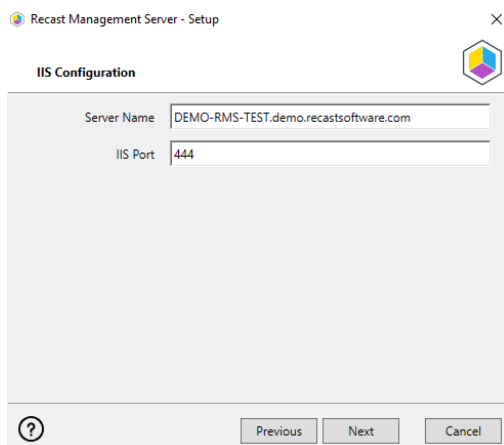 Recast Management Server - Setup
IIS Configuration
Server Name DEMO-RMS-TEST.demo.recastsoftware.com
IIS Port 444
? Previous Next Cancel